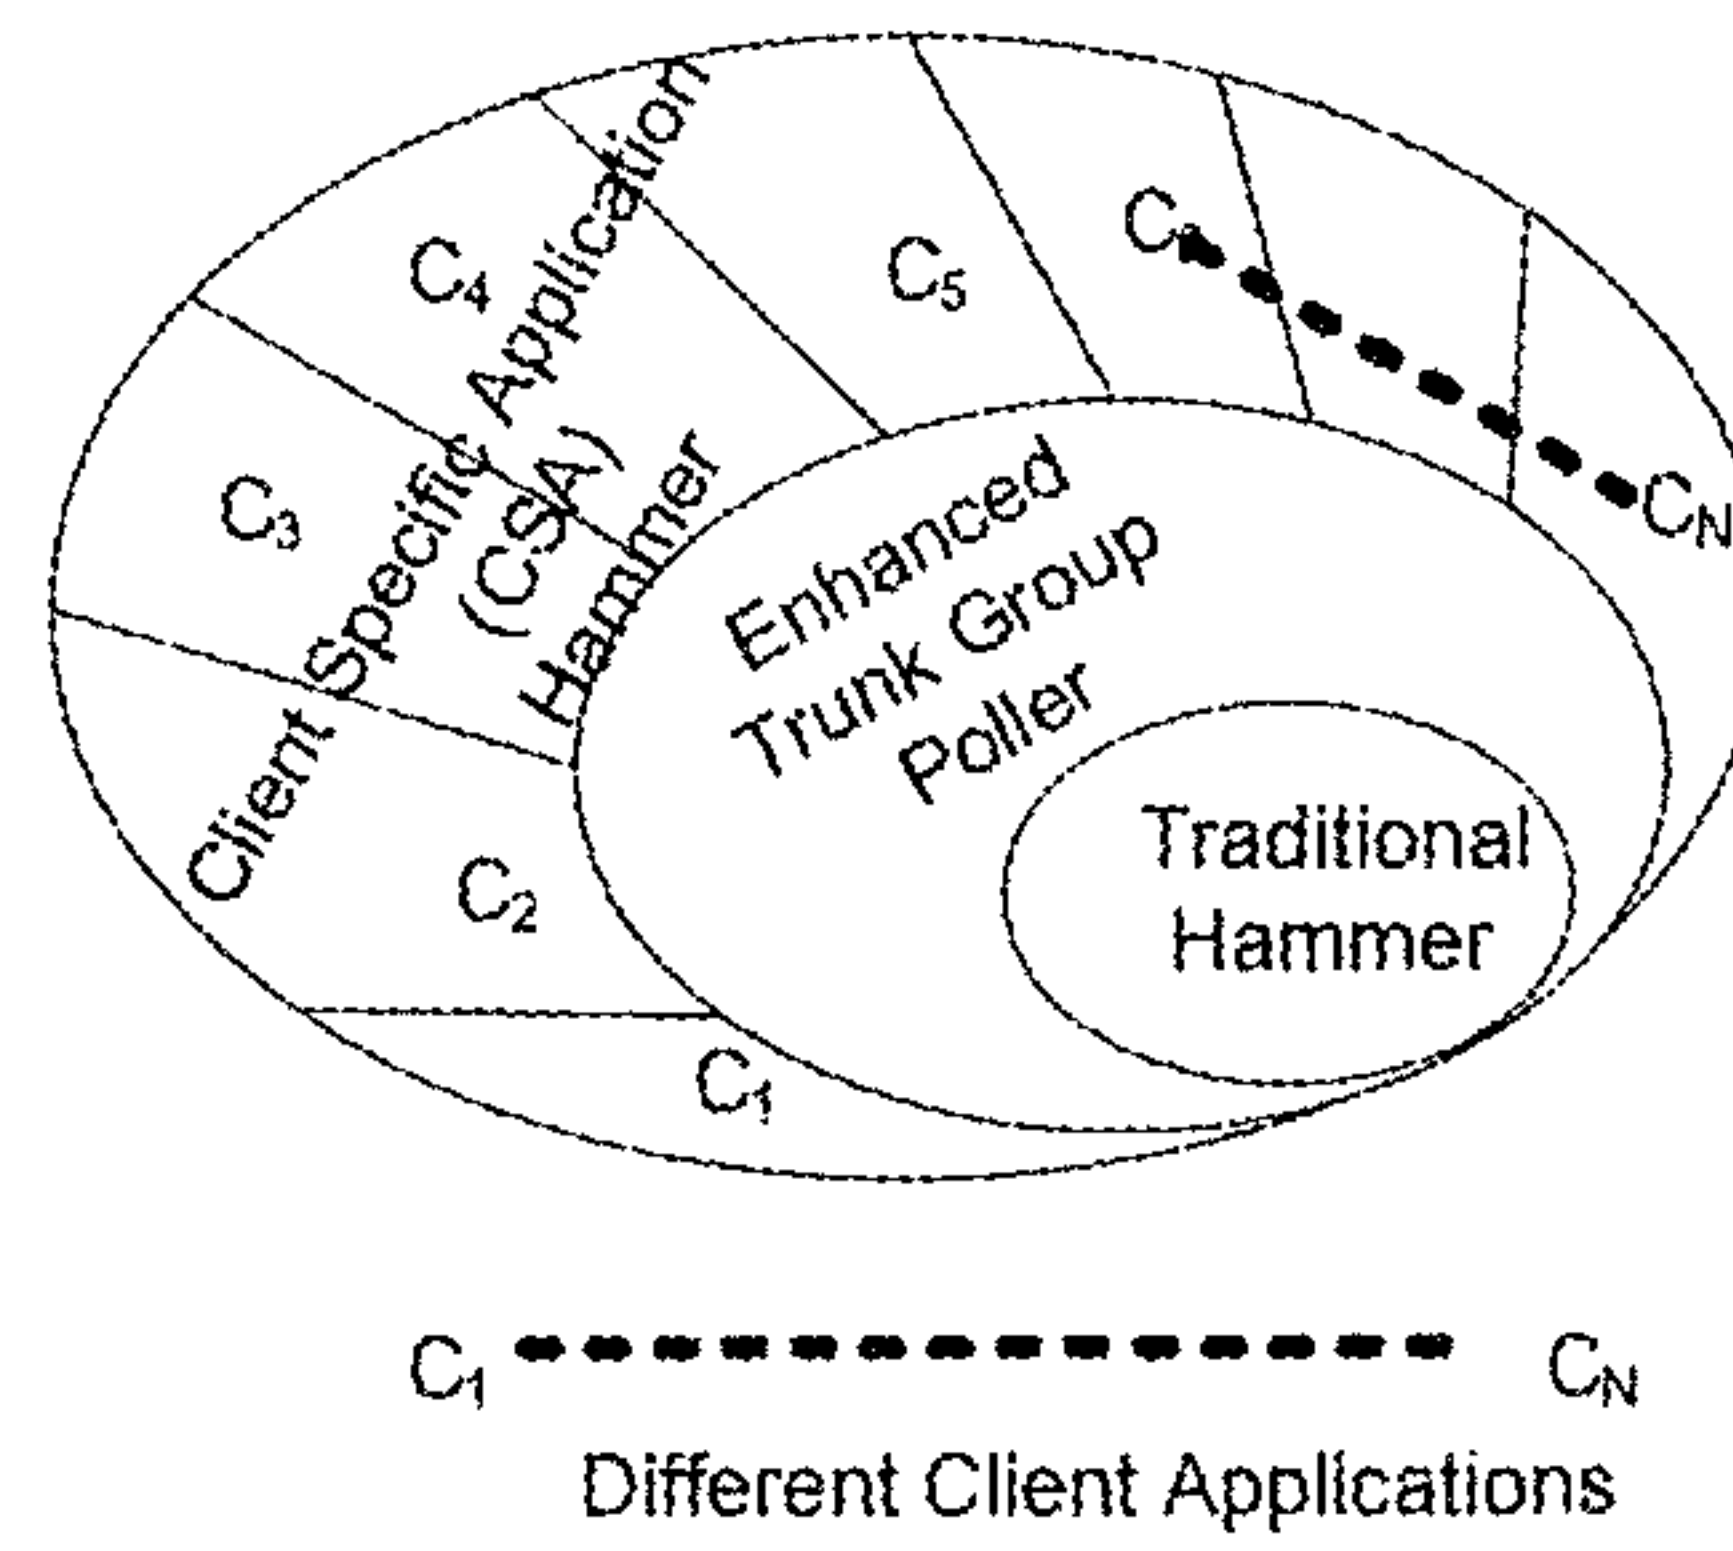 Client Specific Application
(CSA)
Hammer
C4
C5
C
CN
C3
C2
C1
Enhanced
Trunk Group
Poller
Traditional
Hammer
C1 CN
Different Client Applications